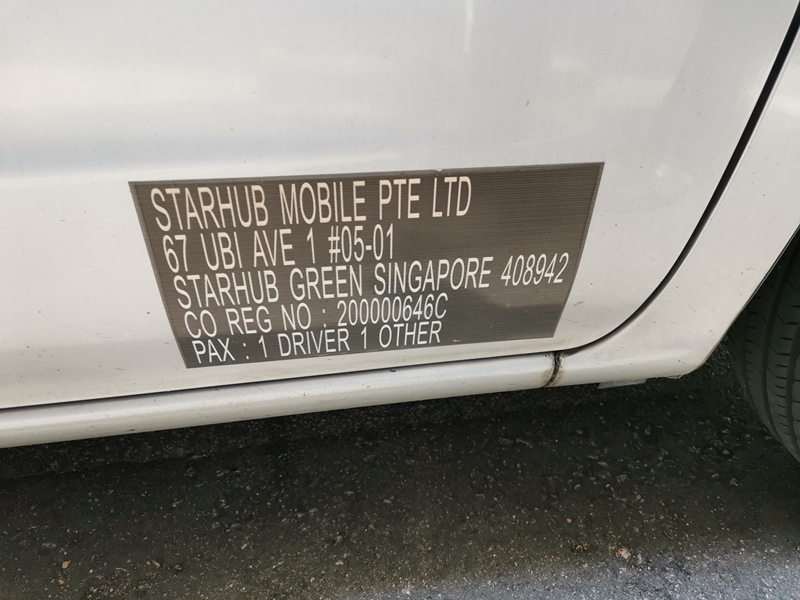 STARHUB MOBILE PTE LTD
67 UBI AVE 1 #05-01
STARHUB GREEN SINGAPORE 408942
CO REG NO : 200000646C
PAX : 1 DRIVER 1 OTHER